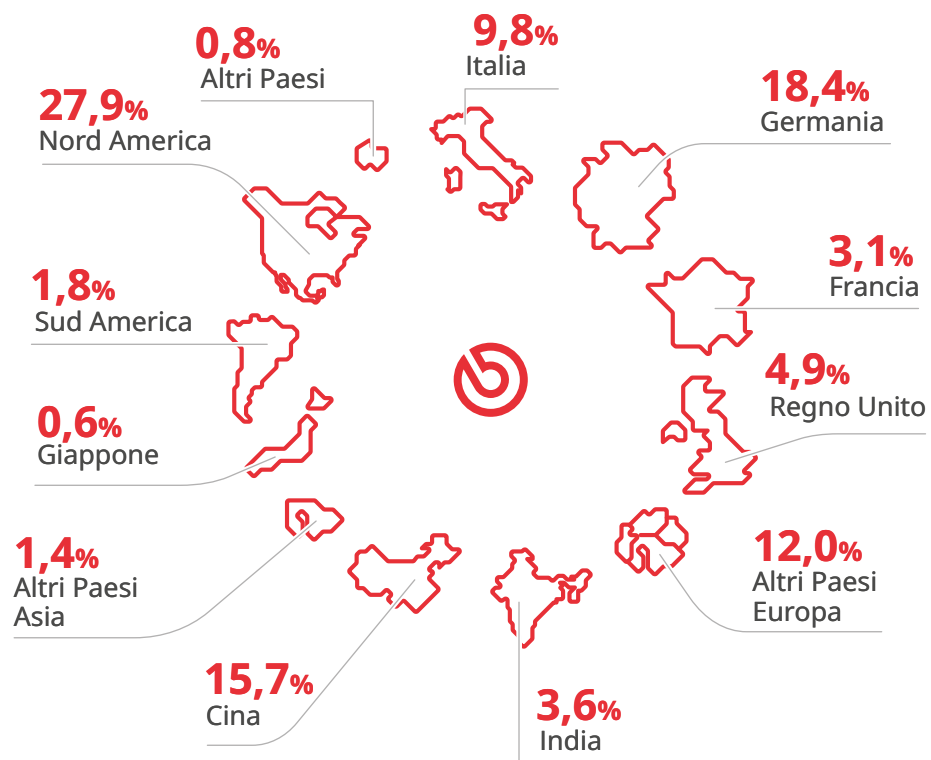 0,8%
Altri Paesi
9,8%
Italia
18,4%
Germania
27,9%
Nord America
3,1%
Francia
1,8%
Sud America
4,9%
Regno Unito
0,6%
Giappone
1,4%
Altri Paesi
Asia
12,0%
Altri Paesi
Europa
15,7%
Cina
3,6%
India